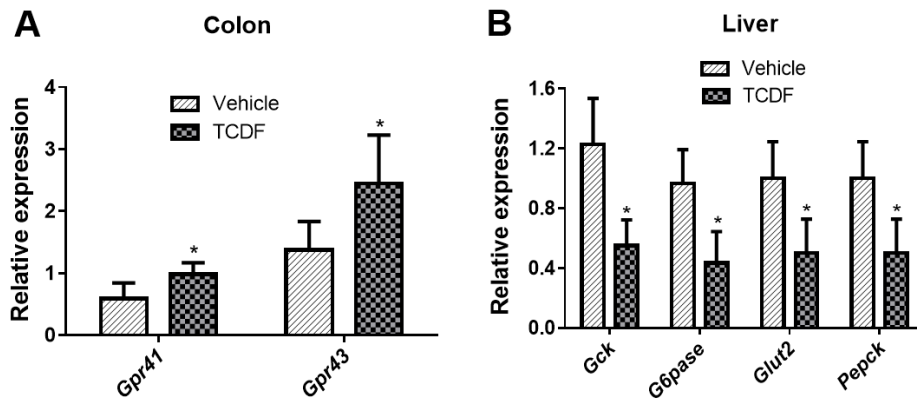 A
Colon
Vehicle
TCDF
Relative expression
4
3
2
1
0
*
*
Gpr41
Gpr43
B
Liver
Vehicle
TCDF
Relative expression
1.6
1.2
0.8
0.4
0.0
*
*
*
*
Gck
G6pase
Glut2
Pepck